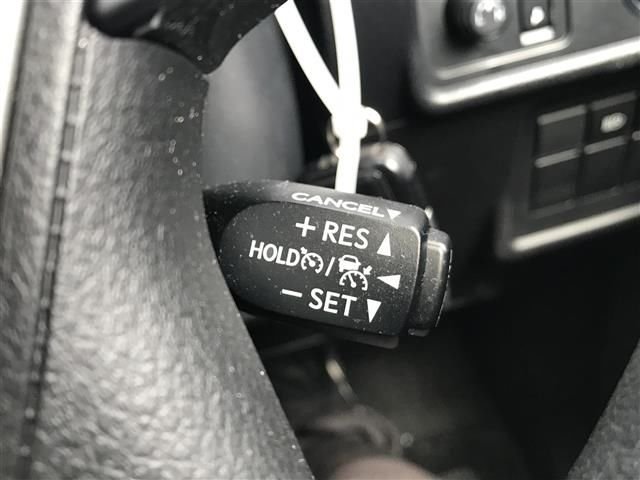 CANCEL
+ RES
HOLD /
− SET